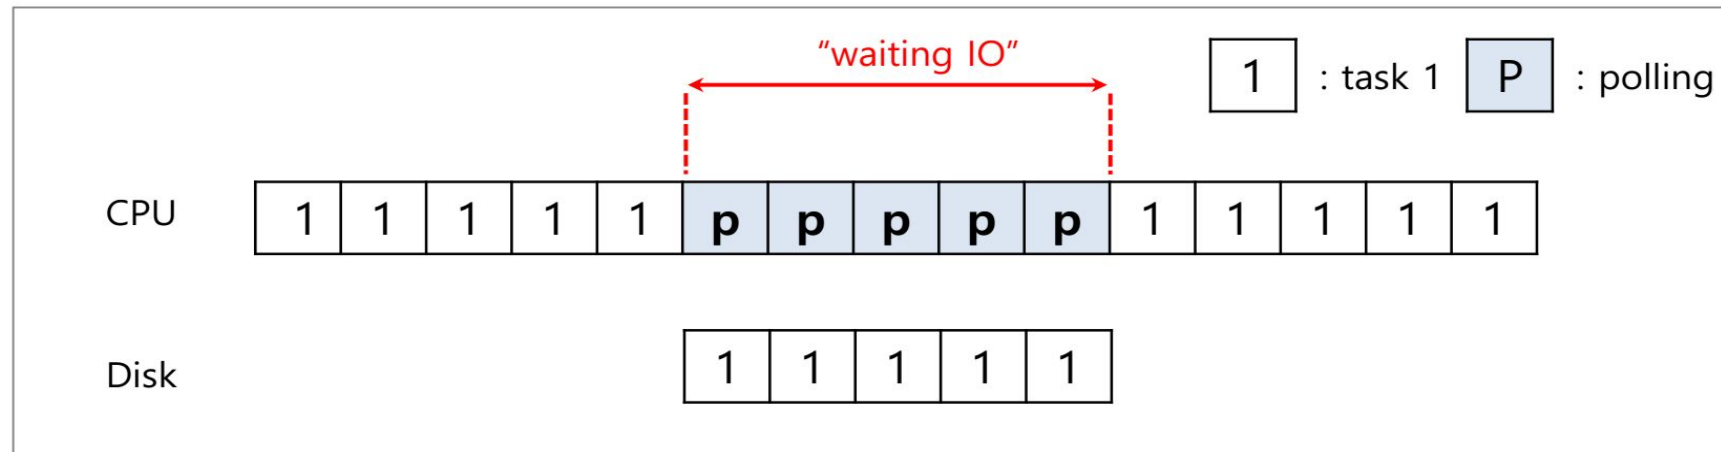 “waiting IO”
1 : task 1 P : polling
CPU 1 1 1 1 1 p p p p p 1 1 1 1 1
Disk 1 1 1 1 1